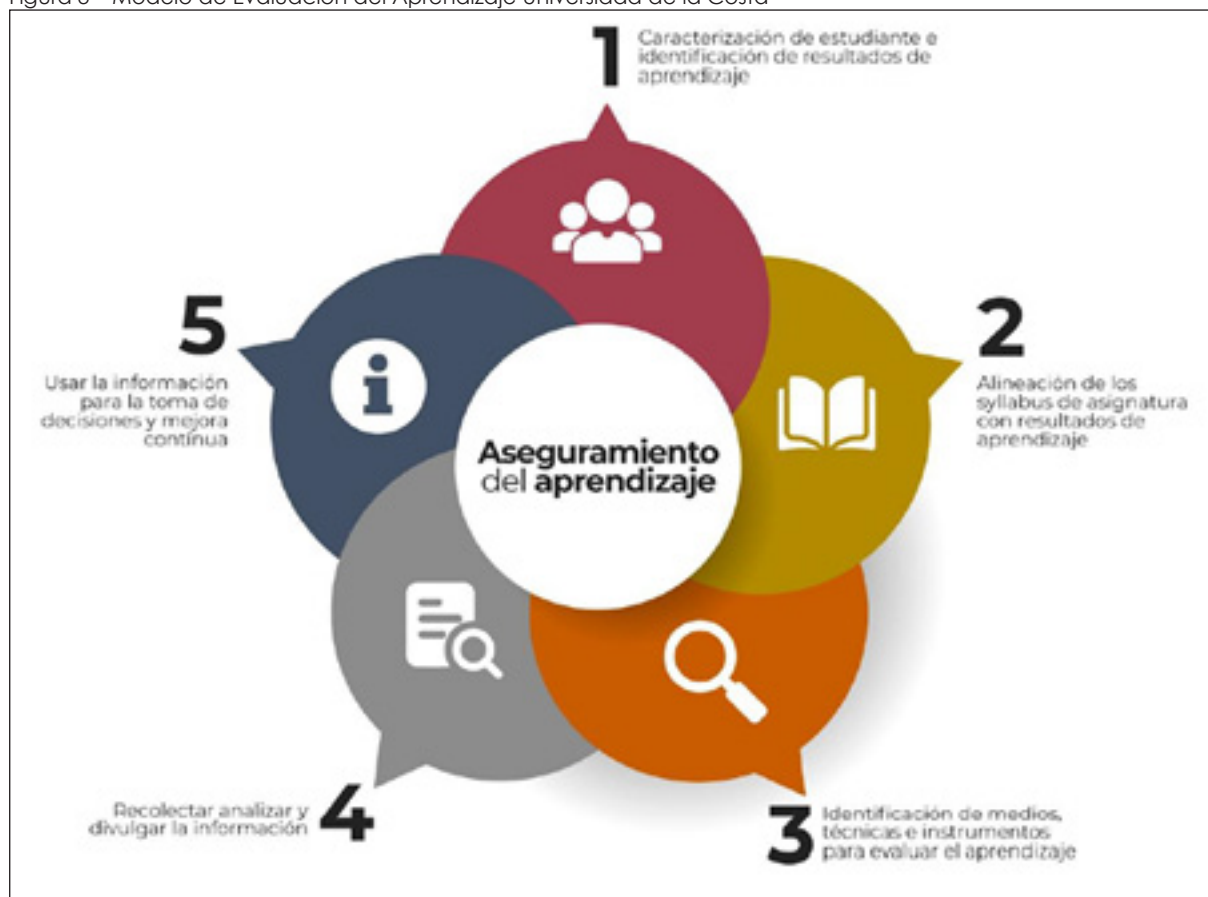 Figura 3 – Modelo de Evaluación del Aprendizaje Universidad de la Costa
1
Caracterización de estudiante e
identificación de resultados de
aprendizaje
2
Alineación de los
syllabus de asignatura
con resultados de
aprendizaje
3
Identificación de medios,
técnicas e instrumentos
para evaluar el aprendizaje
4
Recolectar analizar y
divulgar la información
5
Usar la información
para la toma de
decisiones y mejora
contínua
Aseguramiento
del aprendizaje